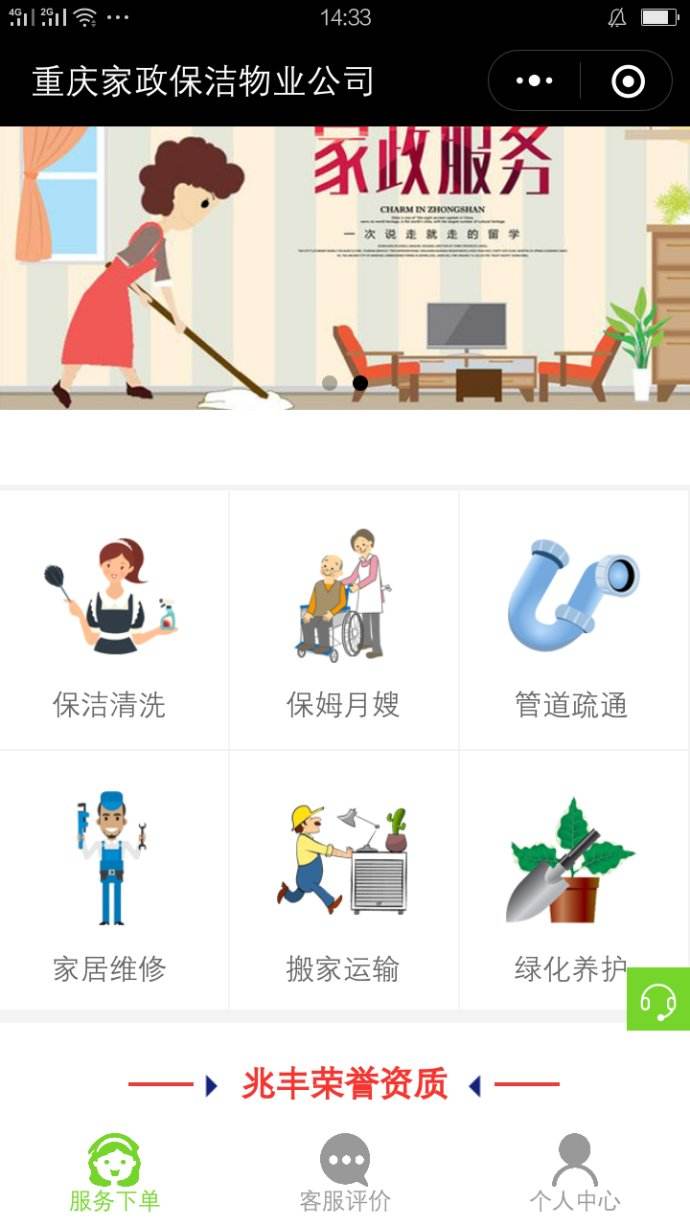 4G 2G 14:33
重庆家政保洁物业公司
家政服务
CHARM IN ZHONGSHAN
一次说走就走的留学
保洁清洗 保姆月嫂 管道疏通
家居维修 搬家运输 绿化养护
兆丰荣誉资质
服务下单 客服评价 个人中心